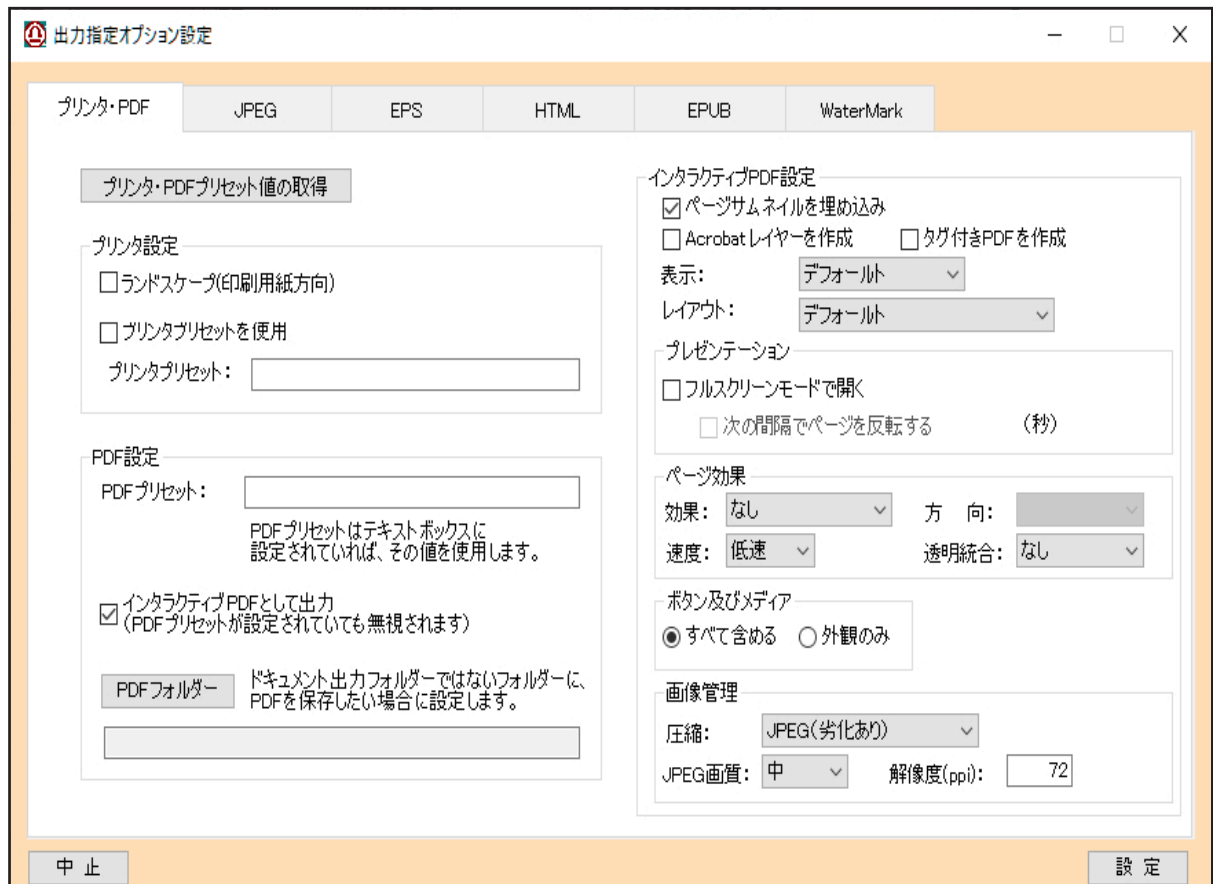 出力指定オプション設定
プリンタ・PDF
JPEG
EPS
HTML
EPUB
WaterMark
プリンタ・PDFプリセット値の取得
プリンタ設定
ランドスケープ(印刷用紙方向)
プリンタプリセットを使用
プリンタプリセット:
PDF設定
PDFプリセット:
PDFプリセットはテキストボックスに
設定されていれば、その値を使用します。
インタラクティブPDFとして出力
(PDFプリセットが設定されていても無視されます)
PDFフォルダー
ドキュメント出力フォルダーではないフォルダーに、
PDFを保存したい場合に設定します。
インタラクティブPDF設定
ページサムネイルを埋め込み
Acrobatレイヤーを作成 タグ付きPDFを作成
表示: デフォールト
レイアウト: デフォールト
プレゼンテーション
フルスクリーンモードで開く
次の間隔でページを反転する (秒)
ページ効果
効果: なし 方 向:
速度: 低速 透明統合: なし
ボタン及びメディア
すべて含める 外観のみ
画像管理
圧縮: JPEG(劣化あり)
JPEG画質: 中 解像度(ppi): 72
中 止
設 定